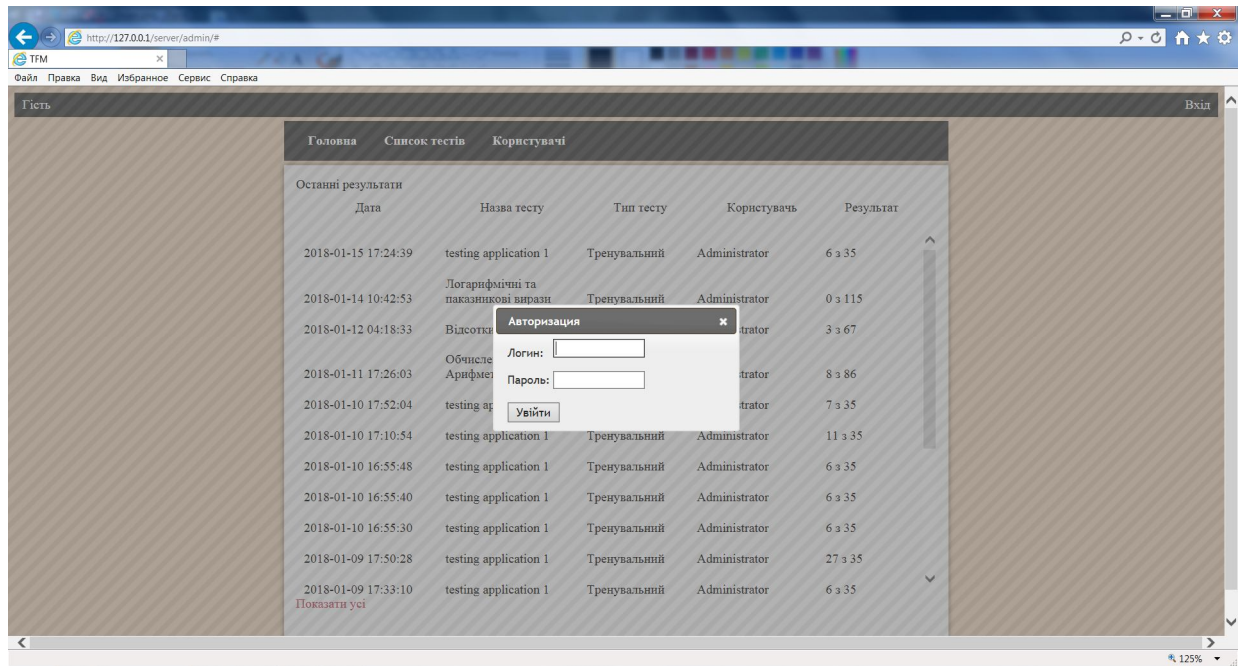 http://127.0.0.1/server/admin/#
TFM
Файл Правка Вид Избранное Сервис Справка
Гість Вхід
Головна Список тестів Користувачі
Останні результати
Дата Назва тесту Тип тесту Користувачь Результат
2018-01-15 17:24:39 testing application 1 Тренувальний Administrator 6 з 35
Логарифмічні та
2018-01-14 10:42:53 паказникові вирази Тренувальний Administrator 0 з 115
Авторизация
2018-01-12 04:18:33 Відсотки 3 з 67
Логин:
2018-01-11 17:26:03 8 з 86
Пароль:
2018-01-10 17:52:04 testing 7 з 35
Увійти
2018-01-10 17:10:54 testing application 1 Тренувальний Administrator 11 з 35
2018-01-10 16:55:48 testing application 1 Тренувальний Administrator 6 з 35
2018-01-10 16:55:40 testing application 1 Тренувальний Administrator 6 з 35
2018-01-10 16:55:30 testing application 1 Тренувальний Administrator 6 з 35
2018-01-09 17:50:28 testing application 1 Тренувальний Administrator 27 з 35
2018-01-09 17:33:10 testing application 1 Тренувальний Administrator 6 з 35
Показати усі
125%